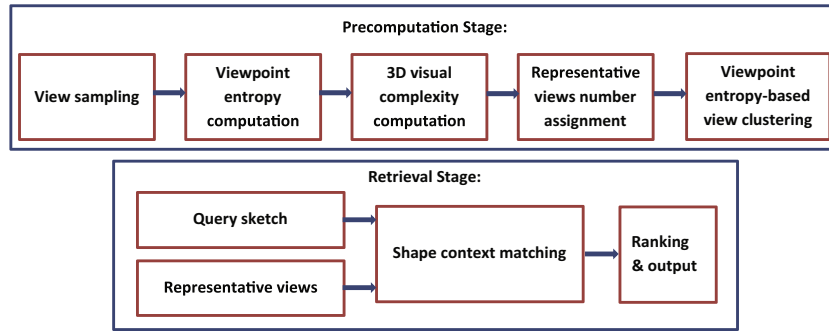 Precomputation Stage:
View sampling
Viewpoint
entropy
computation
3D visual
complexity
computation
Representative
views number
assignment
Viewpoint
entropy-based
view clustering
Retrieval Stage:
Query sketch
Representative views
Shape context matching
Ranking
& output